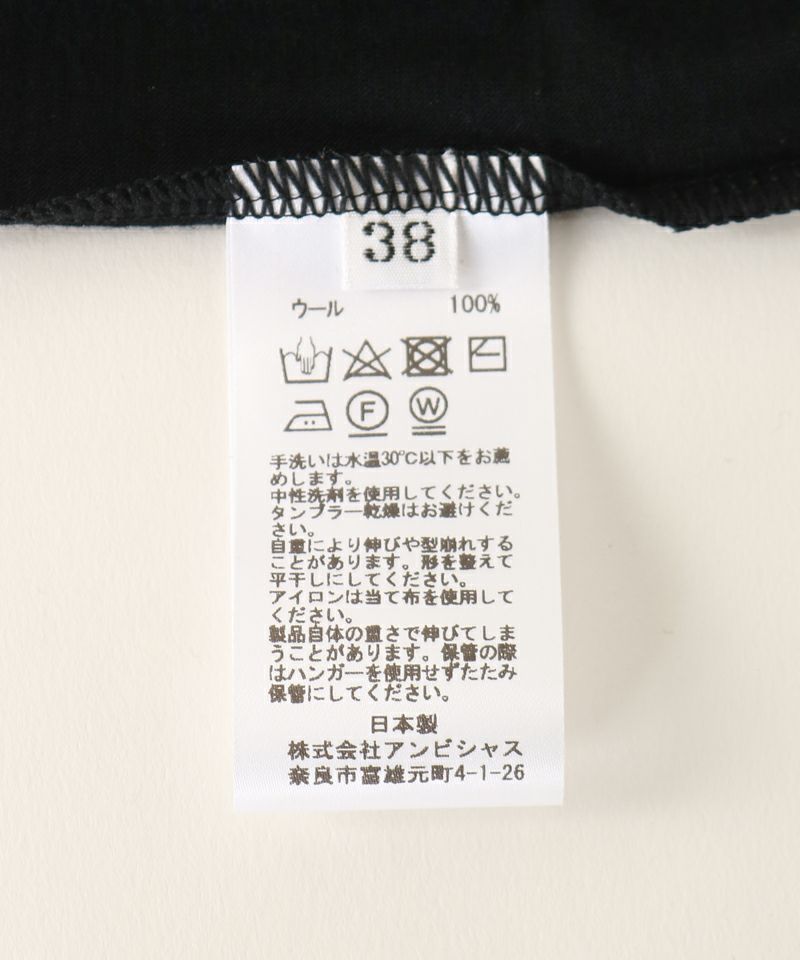 38
ウール 100%
F W
手洗いは水温30℃以下をお薦
めします。
中性洗剤を使用してください。
タンブラー乾燥はお避けくだ
さい。
自重により伸びや型崩れする
ことがあります。形を整えて
平干しにしてください。
アイロンは当て布を使用して
ください。
製品自体の重さで伸びてしま
うことがあります。保管の際
はハンガーを使用せずたたみ
保管にしてください。
日本製
株式会社アンビシャス
奈良市富雄元町4-1-26